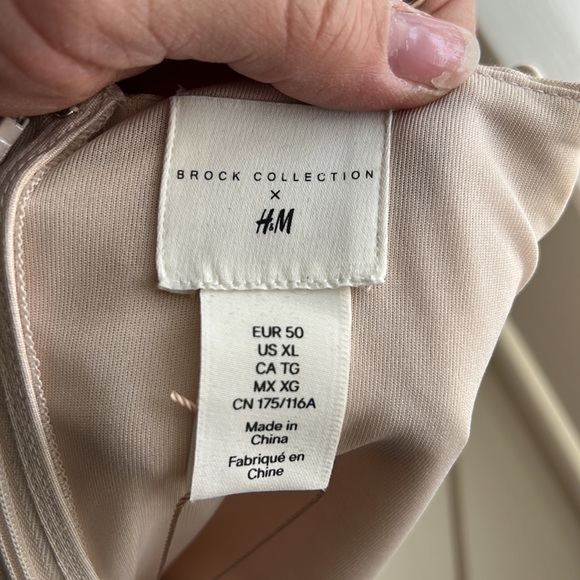 BROCK COLLECTION
×
H&M
EUR 50
US XL
CA TG
MX XG
CN 175/116A
Made in
China
Fabriqué en
Chine